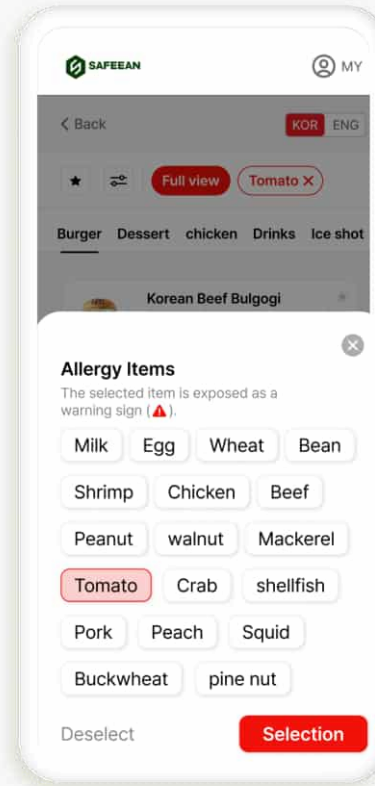 SAFEEAN
MY
Back
KOR ENG
Full view Tomato
Burger Dessert chicken Drinks Ice shot
Korean Beef Bulgogi
Allergy Items
The selected item is exposed as a
warning sign ( ).
Milk Egg Wheat Bean
Shrimp Chicken Beef
Peanut walnut Mackerel
Tomato Crab shellfish
Pork Peach Squid
Buckwheat pine nut
Deselect Selection